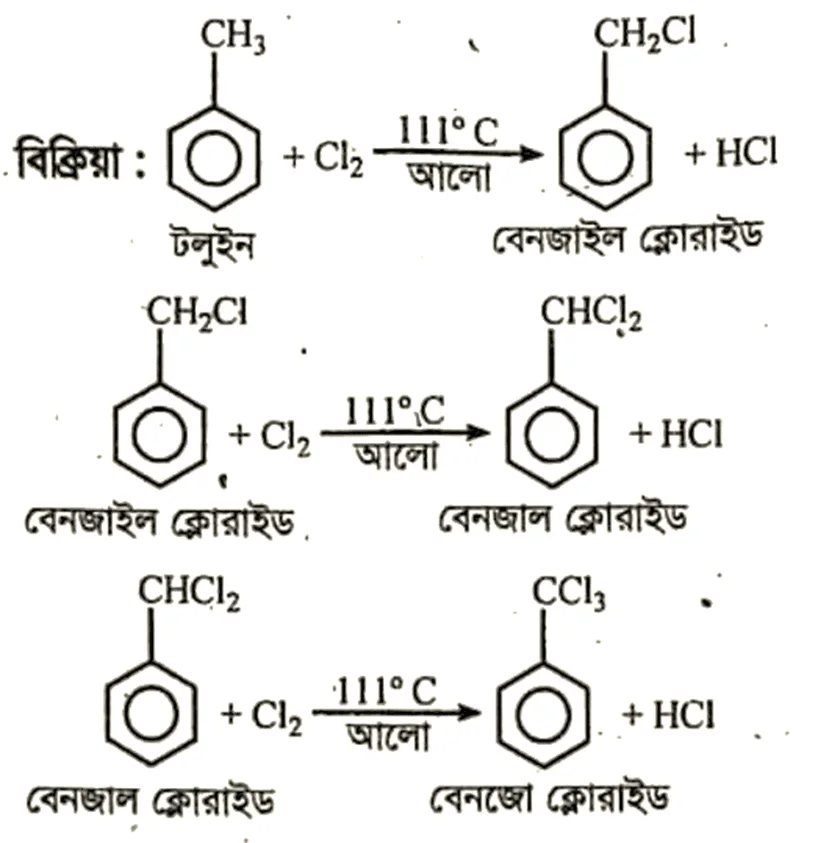 CH₃ CH₂Cl
বিক্রিয়া : + Cl₂ 111° C আলো + HCl
টলুইন বেনজাইল ক্লোরাইড
CH₂Cl CHCl₂
+ Cl₂ 111° C আলো + HCl
বেনজাইল ক্লোরাইড বেনজাল ক্লোরাইড
CHCl₂ CCl₃
+ Cl₂ 111° C আলো + HCl
বেনজাল ক্লোরাইড বেনজো ক্লোরাইড